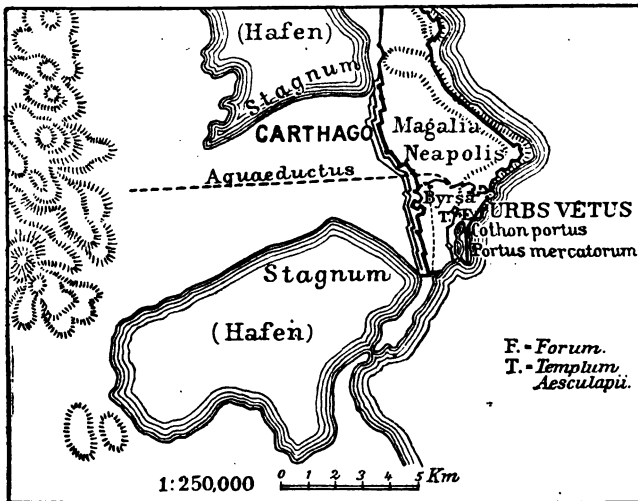 (Hafen)
Stagnum
CARTHAGO
Magalia
Neapolis
Aquaeductus
Byrsa
T. F. URBS VETUS
Cothon portus
Portus mercatorum
Stagnum
(Hafen)
F. = Forum.
T. = Templum
Aesculapii.
1:250,000 0 1 2 3 4 5 Km